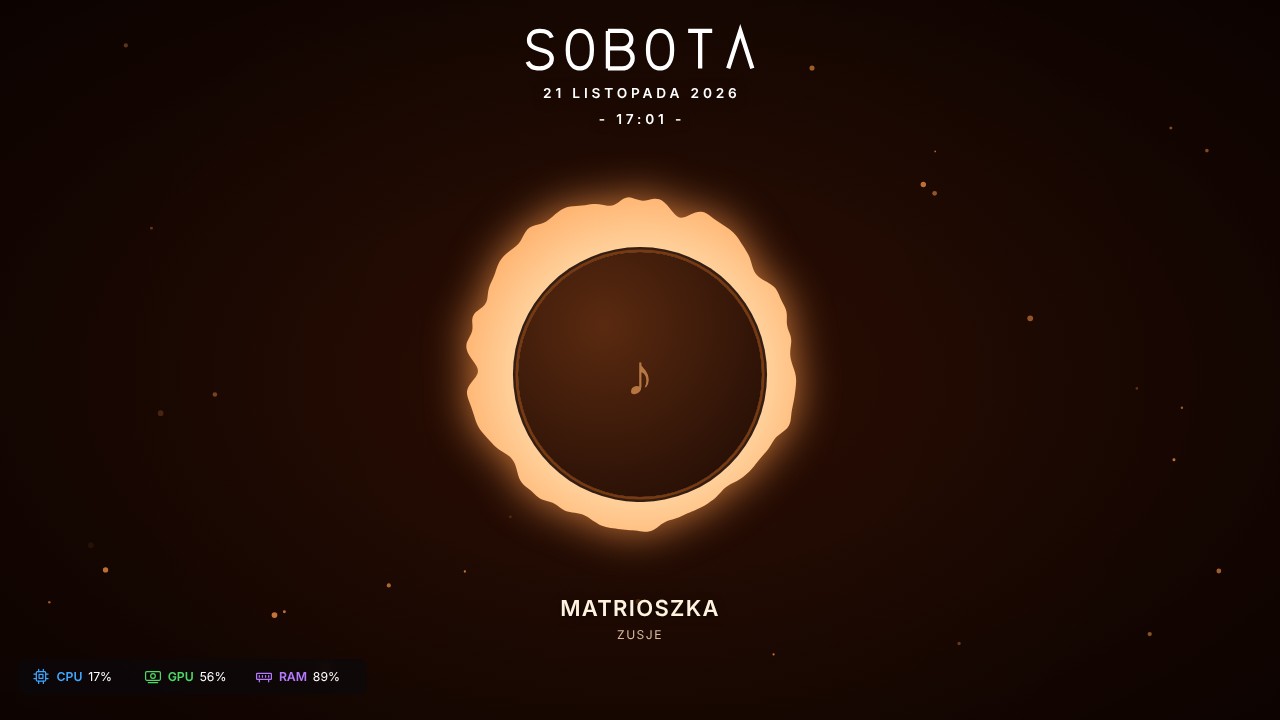 SOBOTA
21 LISTOPADA 2026
- 17:01 -
MATRIOSZKA
ZUSJE
CPU 17% GPU 56% RAM 89%